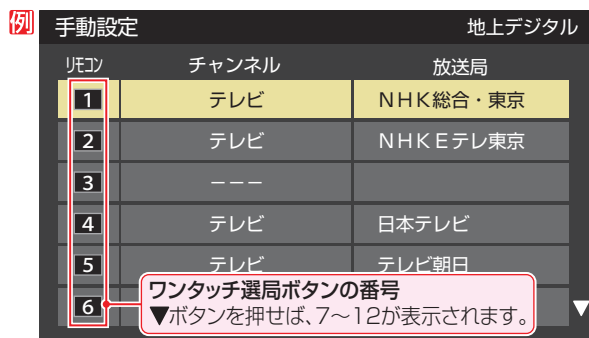 例
手動設定 地上デジタル
リモコン チャンネル 放送局
1 テレビ NHK総合・東京
2 テレビ NHKEテレ東京
3 −−−
4 テレビ 日本テレビ
5 テレビ テレビ朝日
6
ワンタッチ選局ボタンの番号
▼ボタンを押せば、7～12が表示されます。
▼